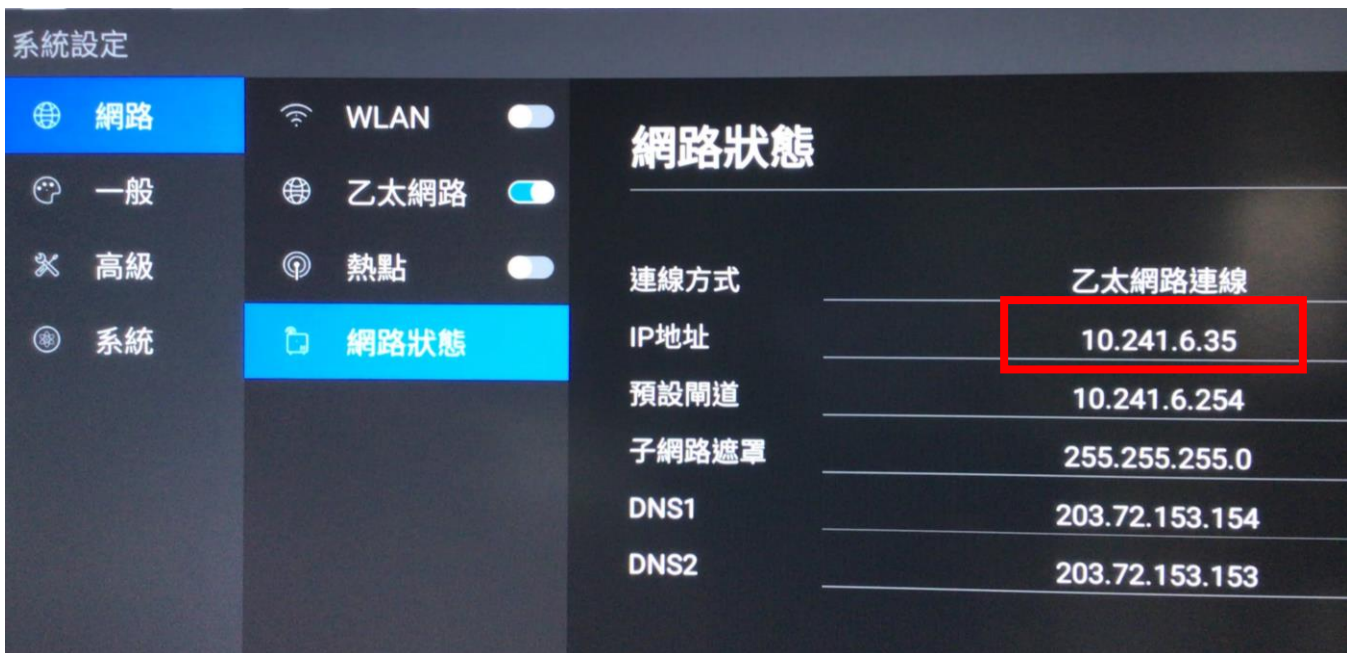 系統設定
網路
一般
高級
系統
WLAN
乙太網路
熱點
網路狀態
網路狀態
連線方式 乙太網路連線
IP地址 10.241.6.35
預設閘道 10.241.6.254
子網路遮罩 255.255.255.0
DNS1 203.72.153.154
DNS2 203.72.153.153